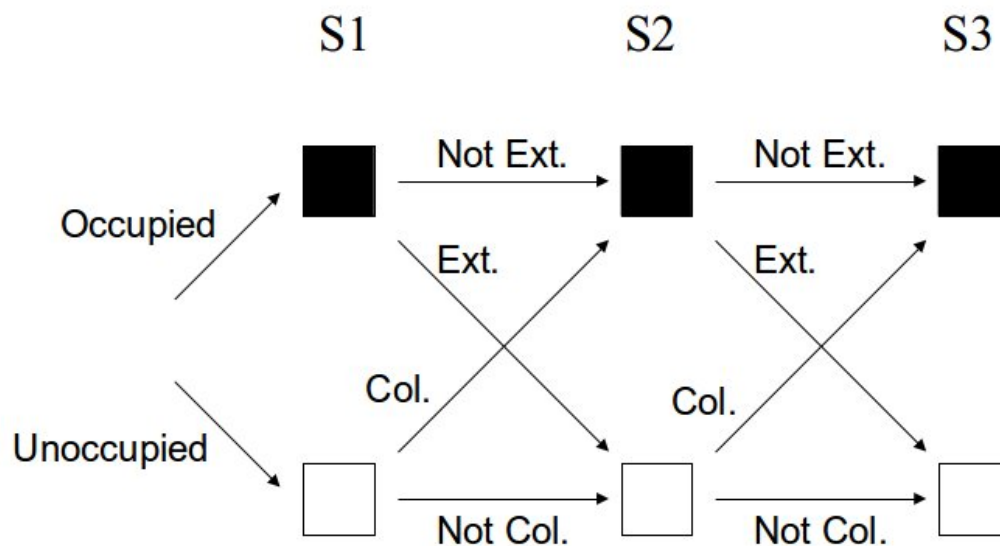 S1 S2 S3
Not Ext. Not Ext.
Occupied
Ext. Ext.
Col. Col.
Unoccupied
Not Col. Not Col.